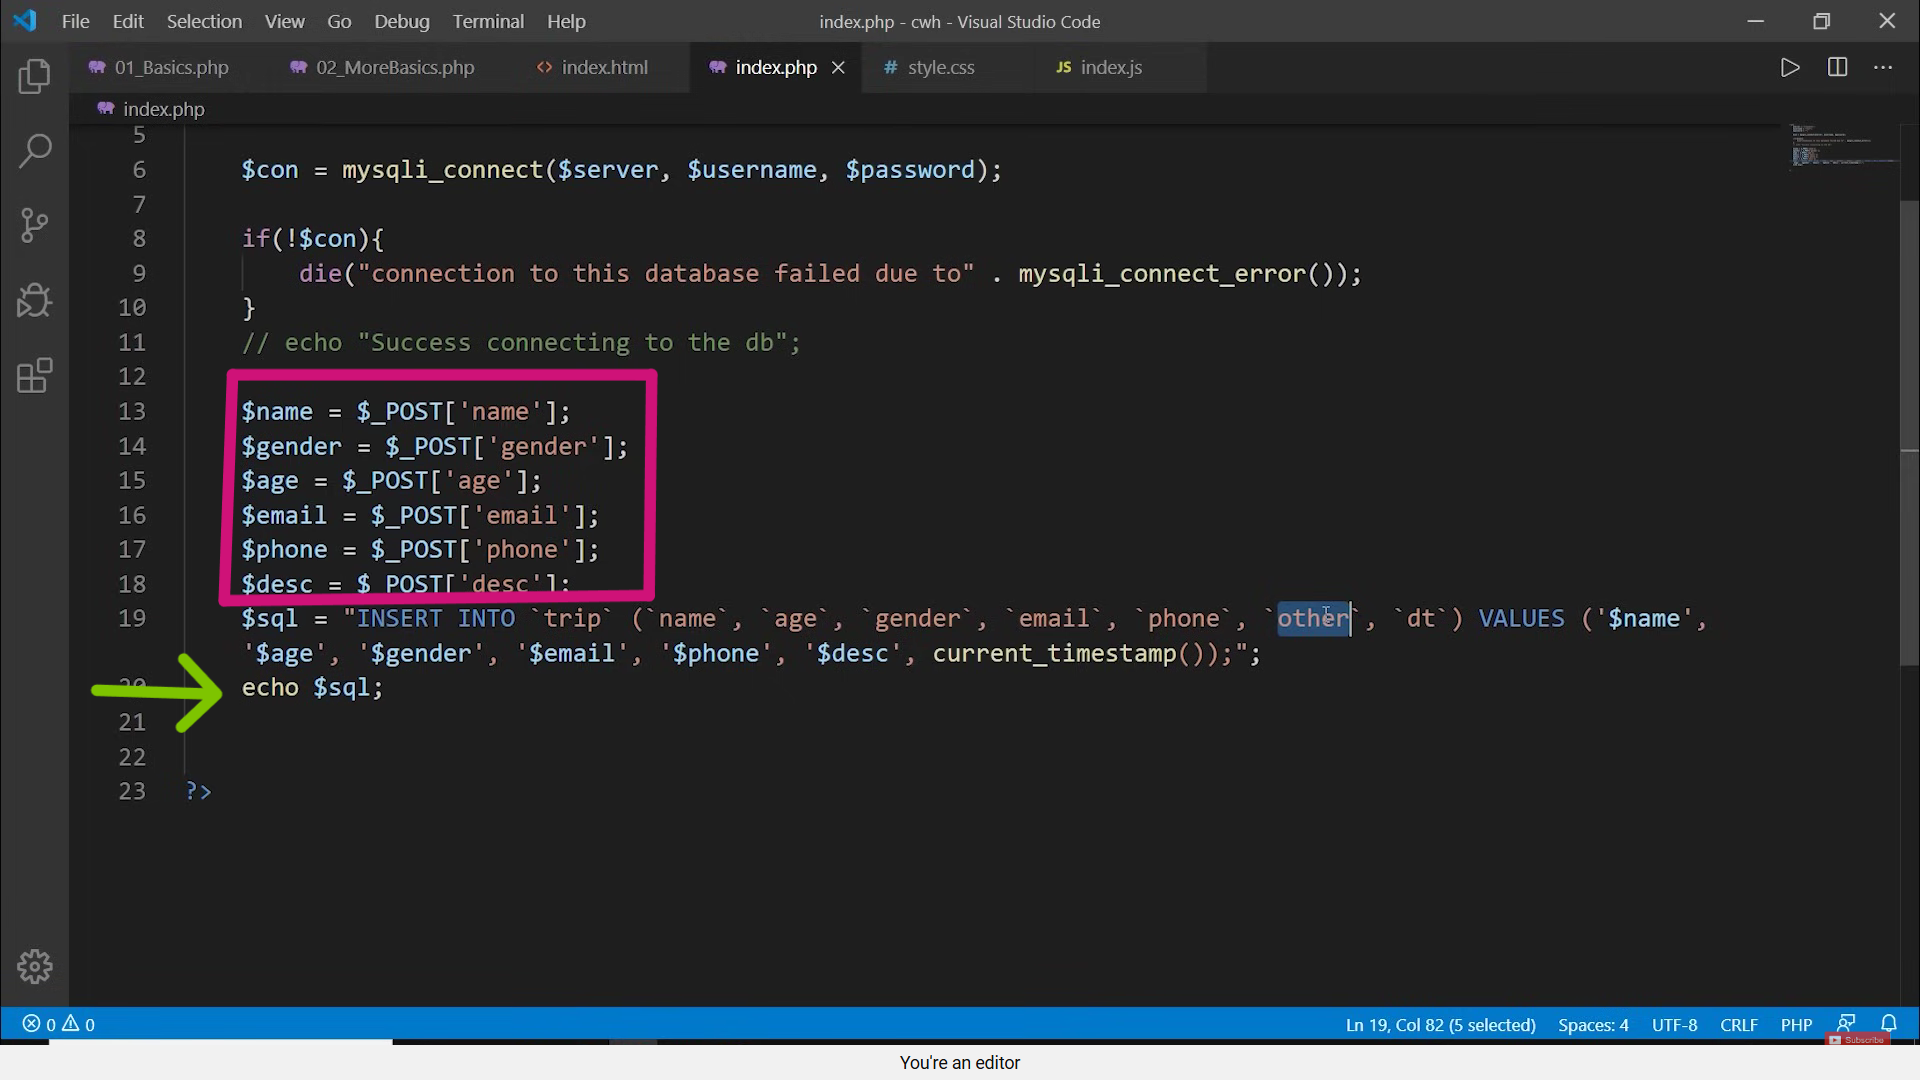 File Edit Selection View Go Debug Terminal Help
index.php - cwh - Visual Studio Code
01_Basics.php 02_MoreBasics.php index.html index.php style.css JS index.js
index.php
5
6 $con = mysqli_connect($server, $username, $password);
7
8 if(!$con){
9 die("connection to this database failed due to" . mysqli_connect_error());
10 }
11 // echo "Success connecting to the db";
12
13 $name = $_POST['name'];
14 $gender = $_POST['gender'];
15 $age = $_POST['age'];
16 $email = $_POST['email'];
17 $phone = $_POST['phone'];
18 $desc = $_POST['desc'];
19 $sql = "INSERT INTO `trip` (`name`, `age`, `gender`, `email`, `phone`, `other`, `dt`) VALUES ('$name',
'$age', '$gender', '$email', '$phone', '$desc', current_timestamp());";
20 echo $sql;
21
22
23 ?>
0 0
Ln 19, Col 82 (5 selected) Spaces: 4 UTF-8 CRLF PHP
Subscribe
You're an editor